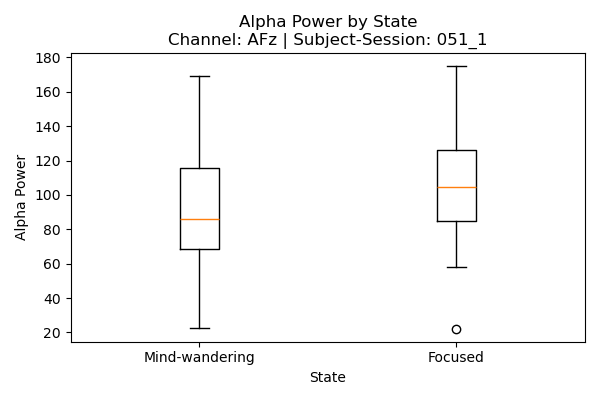 Alpha Power by State
Channel: AFz | Subject-Session: 051_1
Alpha Power
180
160
140
120
100
80
60
40
20
Mind-wandering
Focused
State